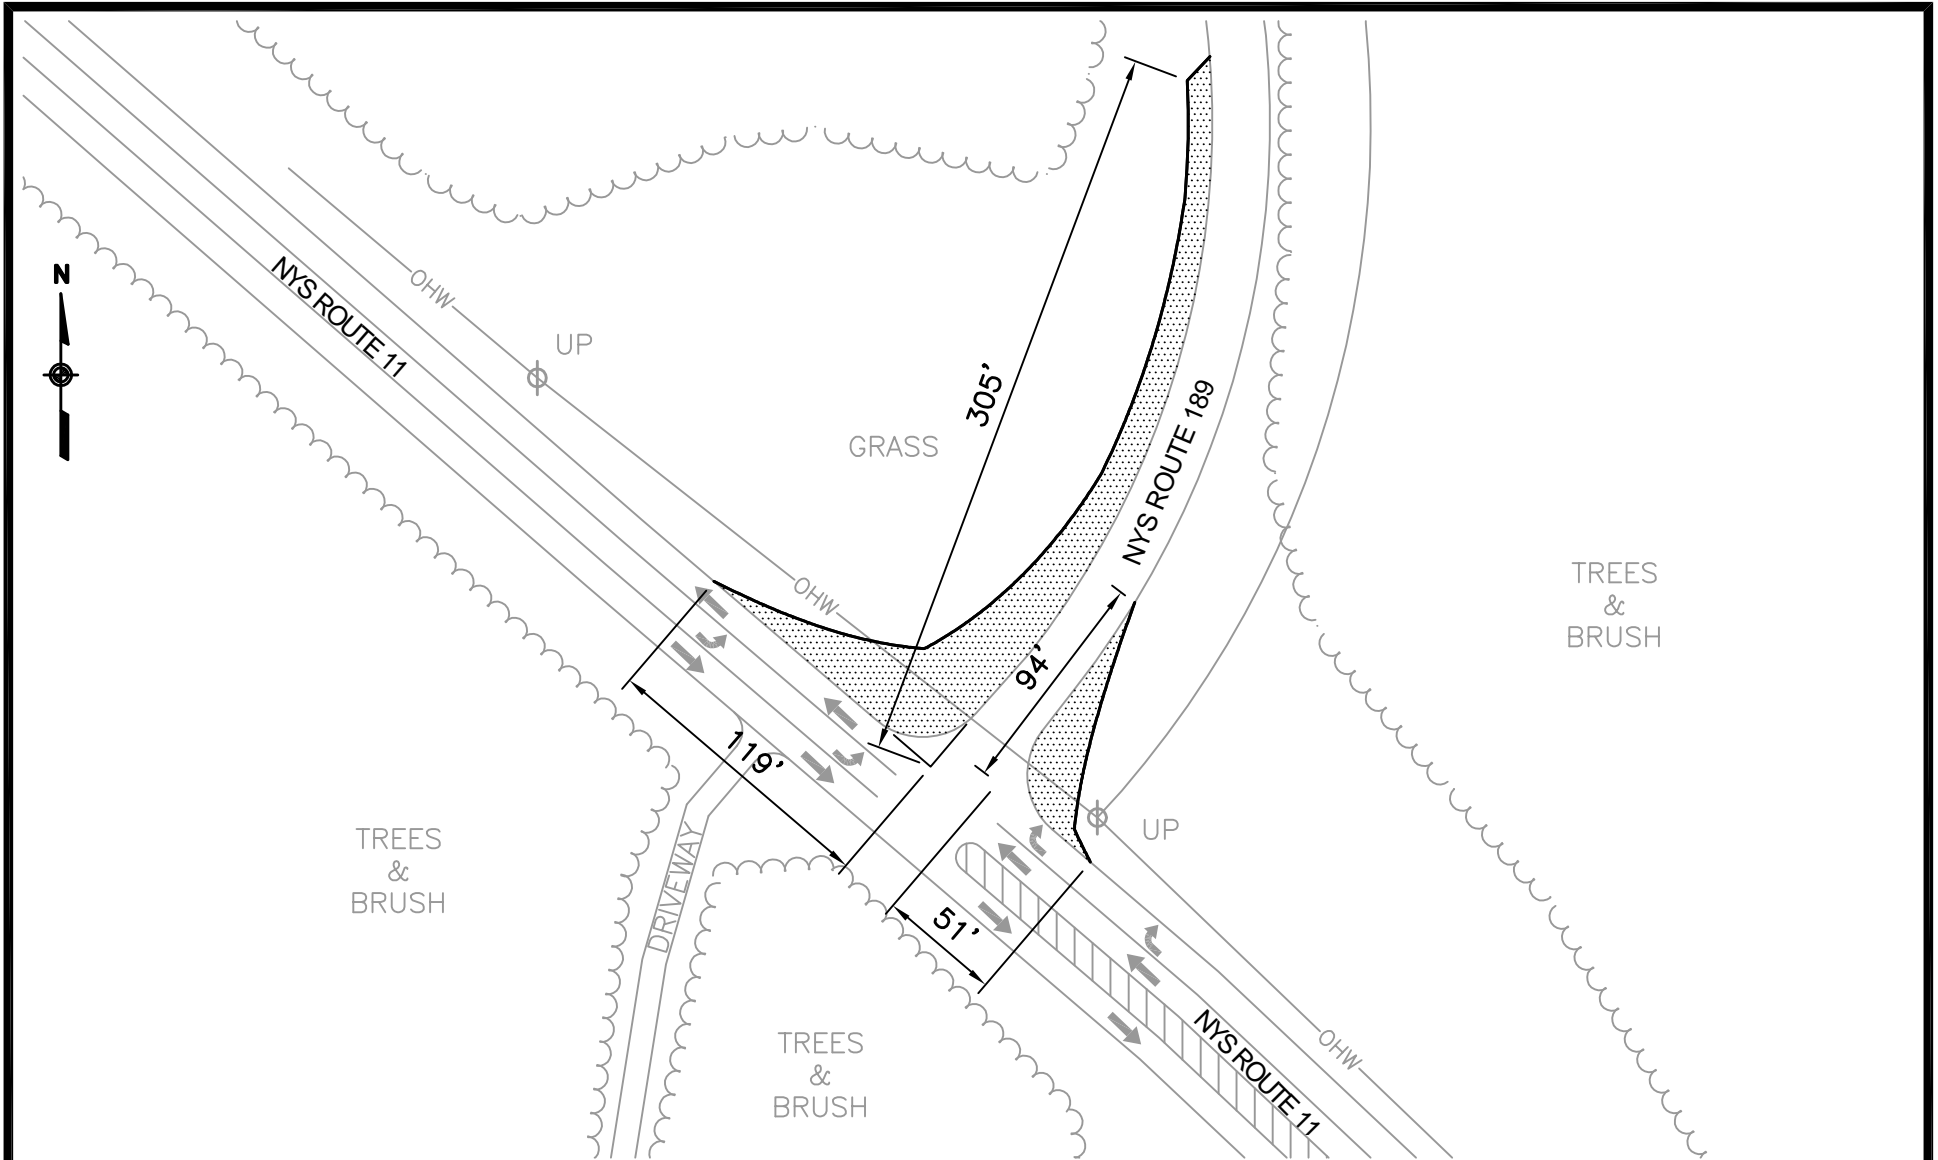 N
NYS ROUTE 11
OHW
UP
305'
GRASS
NYS ROUTE 189
TREES
&
BRUSH
OHW
94'
119'
UP
TREES
&
BRUSH
DRIVEWAY
51'
TREES
&
BRUSH
NYS ROUTE 11
OHW